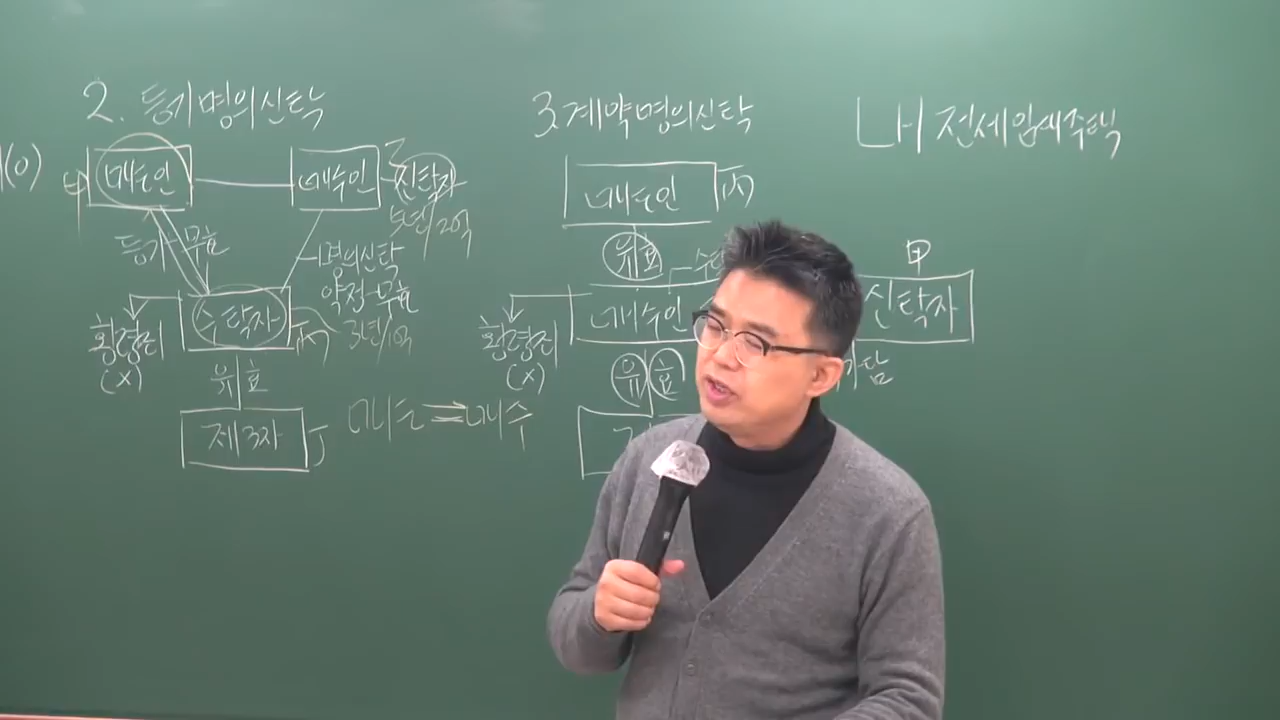 2. 등기명의신탁
(0)
매도인
매수인
신탁자
5년/2억
등기-무효
명의신탁
약정-무효
3년/1억
횡령죄
(X)
수탁자
丙
유효
제3자
매도 매수
3. 계약명의신탁
매도인
丙
유효
매수인
횡령죄
(X)
유효
내 전세임대주택
甲
신탁자